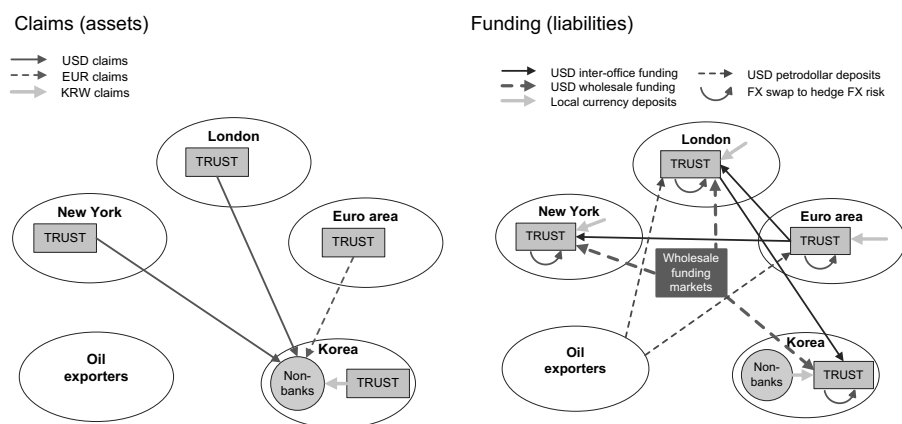 Claims (assets)
USD claims
EUR claims
KRW claims
London
TRUST
New York
TRUST
Euro area
TRUST
Oil
exporters
Korea
Non-
banks
TRUST
Funding (liabilities)
USD inter-office funding
USD wholesale funding
Local currency deposits
USD petrodollar deposits
FX swap to hedge FX risk
London
TRUST
New York
TRUST
Euro area
TRUST
Wholesale
funding
markets
Oil
exporters
Korea
Non-
banks
TRUST